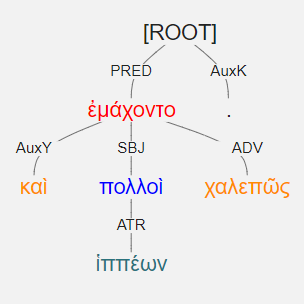 [ROOT]
PRED AuxK
ἐμάχοντο .
AuxY SBJ ADV
καὶ πολλοὶ χαλεπῶς
ATR
ἱππέων